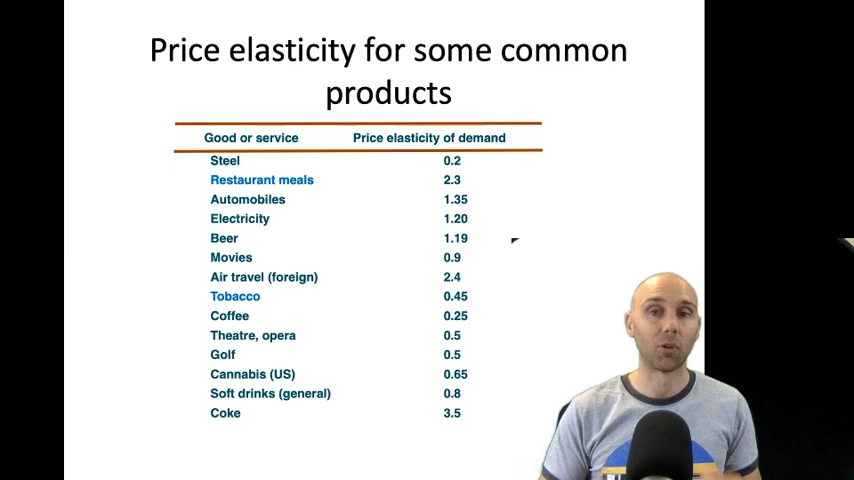 Price elasticity for some common
products
Good or service Price elasticity of demand
Steel 0.2
Restaurant meals 2.3
Automobiles 1.35
Electricity 1.20
Beer 1.19
Movies 0.9
Air travel (foreign) 2.4
Tobacco 0.45
Coffee 0.25
Theatre, opera 0.5
Golf 0.5
Cannabis (US) 0.65
Soft drinks (general) 0.8
Coke 3.5